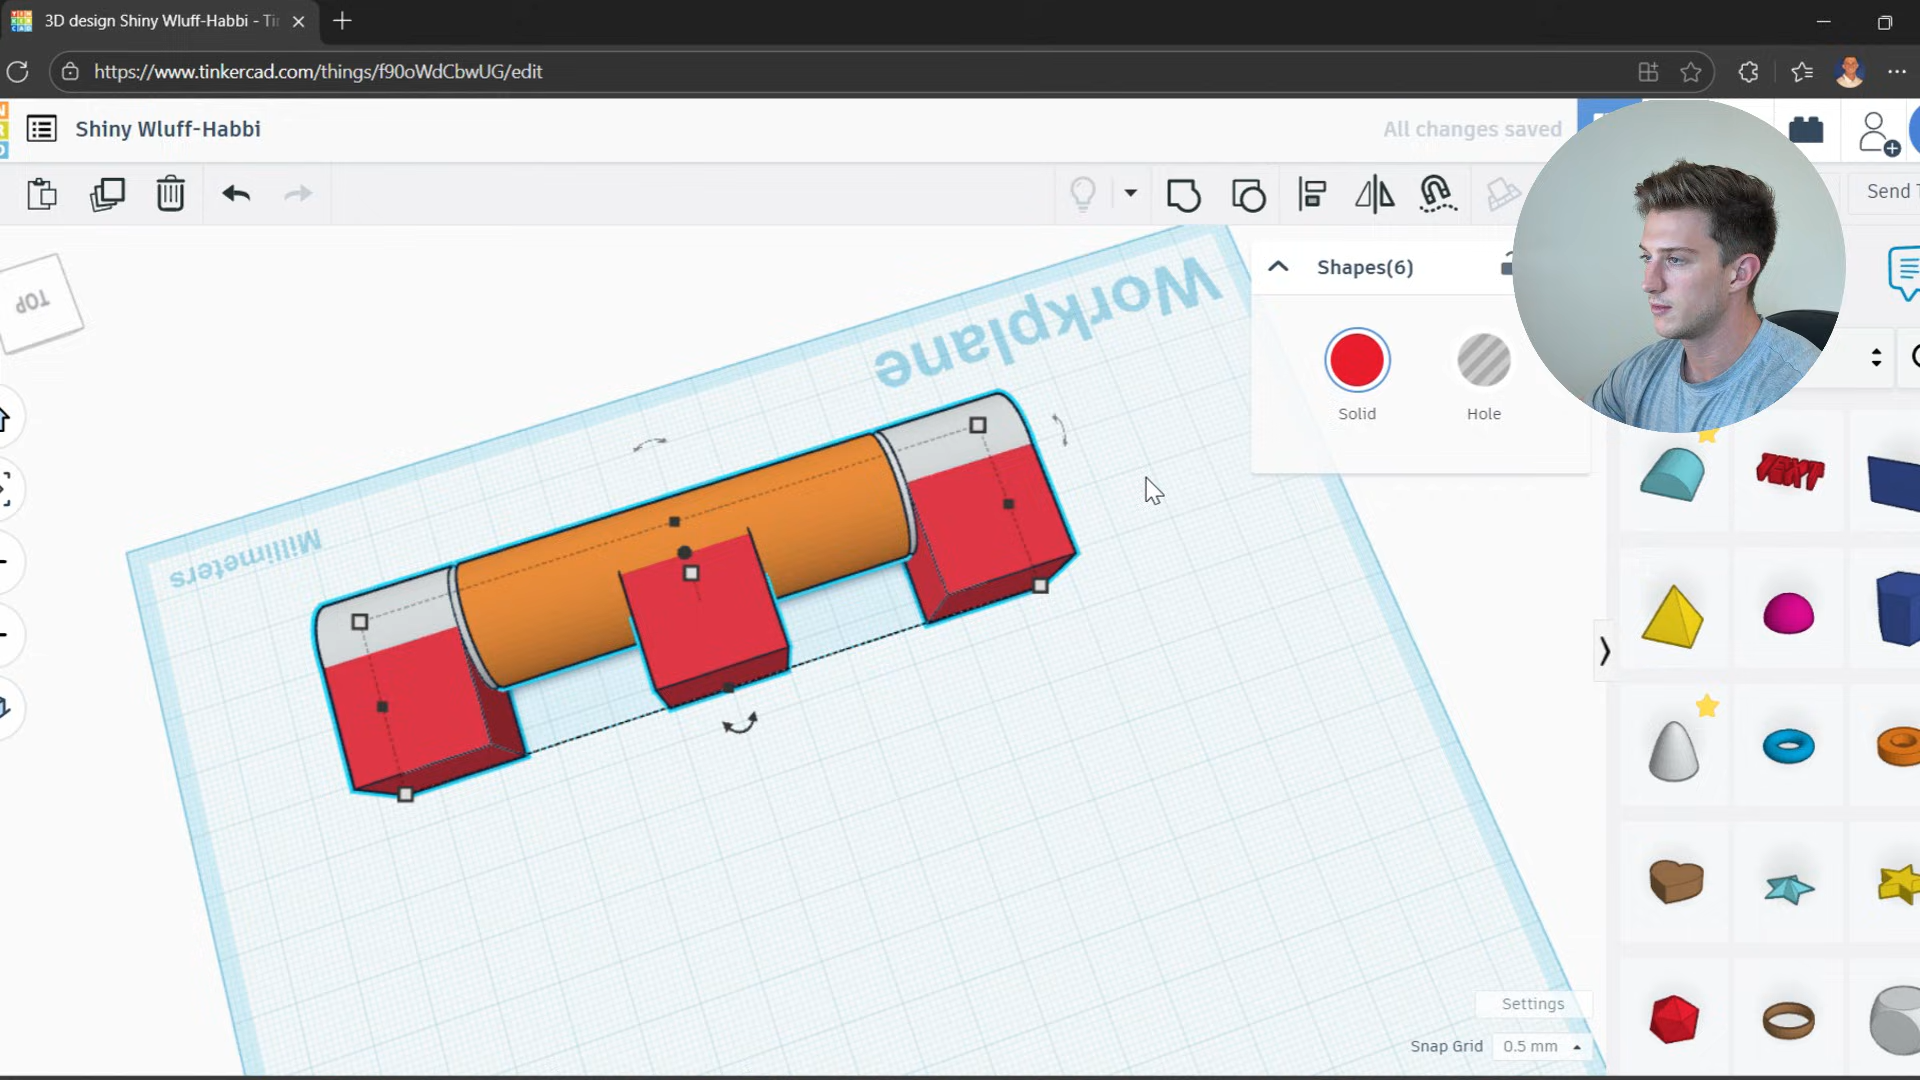 3D design Shiny Wluff-Habbi - Ti
https://www.tinkercad.com/things/f90oWdCbwUG/edit
Shiny Wluff-Habbi
All changes saved
Send T
Shapes(6)
TOP
Workplane
Solid
Hole
TEXT
Millimeters
Settings
Snap Grid
0.5 mm